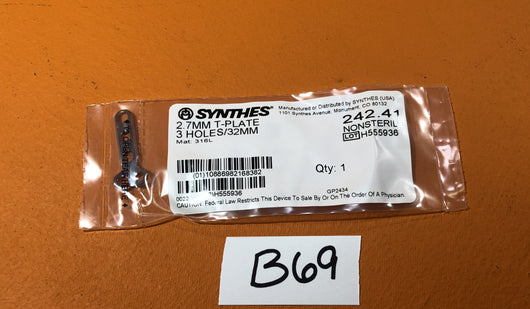 SYNTHES®
Manufactured or Distributed by SYNTHES (USA)
1101 Synthes Avenue, Monument, CO 80132
2.7MM T-PLATE
3 HOLES/32MM
Mat: 316L
242.41
NONSTERIL
LOT H555936
(01)10886982168382
Qty: 1
H555936
GP2434
CAUTION: Federal Law Restricts This Device To Sale By Or On The Order Of A Physician.
B69